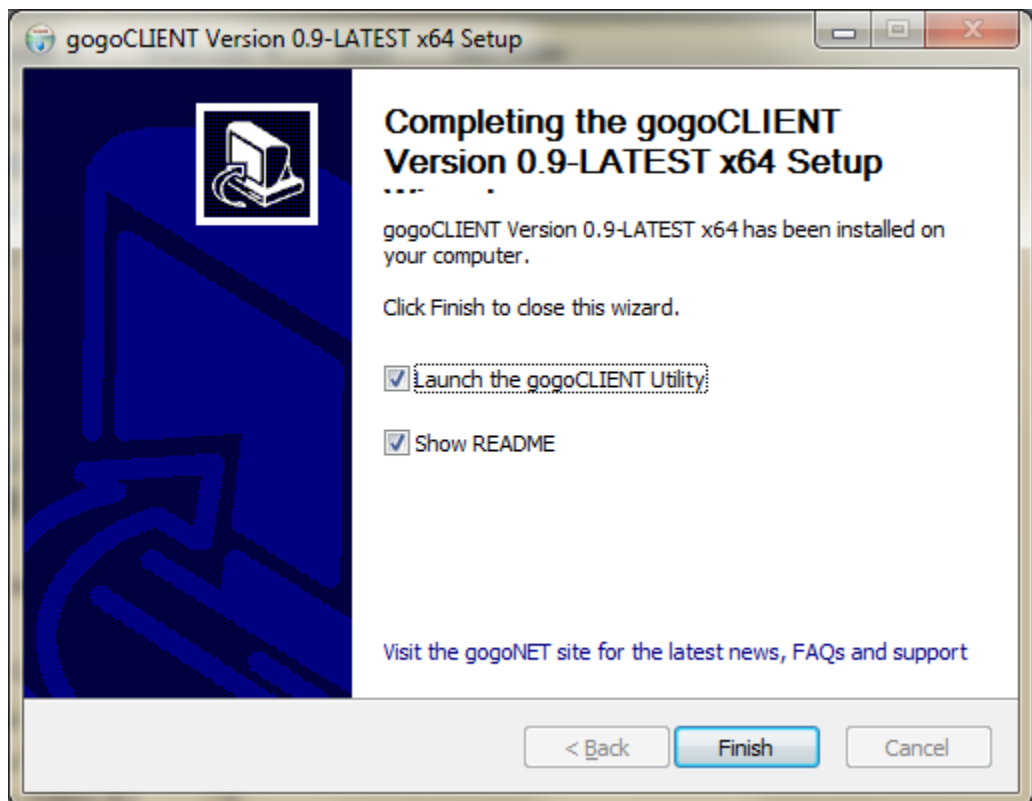 gogoCLIENT Version 0.9-LATEST x64 Setup
Completing the gogoCLIENT
Version 0.9-LATEST x64 Setup
gogoCLIENT Version 0.9-LATEST x64 has been installed on
your computer.
Click Finish to close this wizard.
Launch the gogoCLIENT Utility
Show README
Visit the gogoNET site for the latest news, FAQs and support
< Back
Finish
Cancel